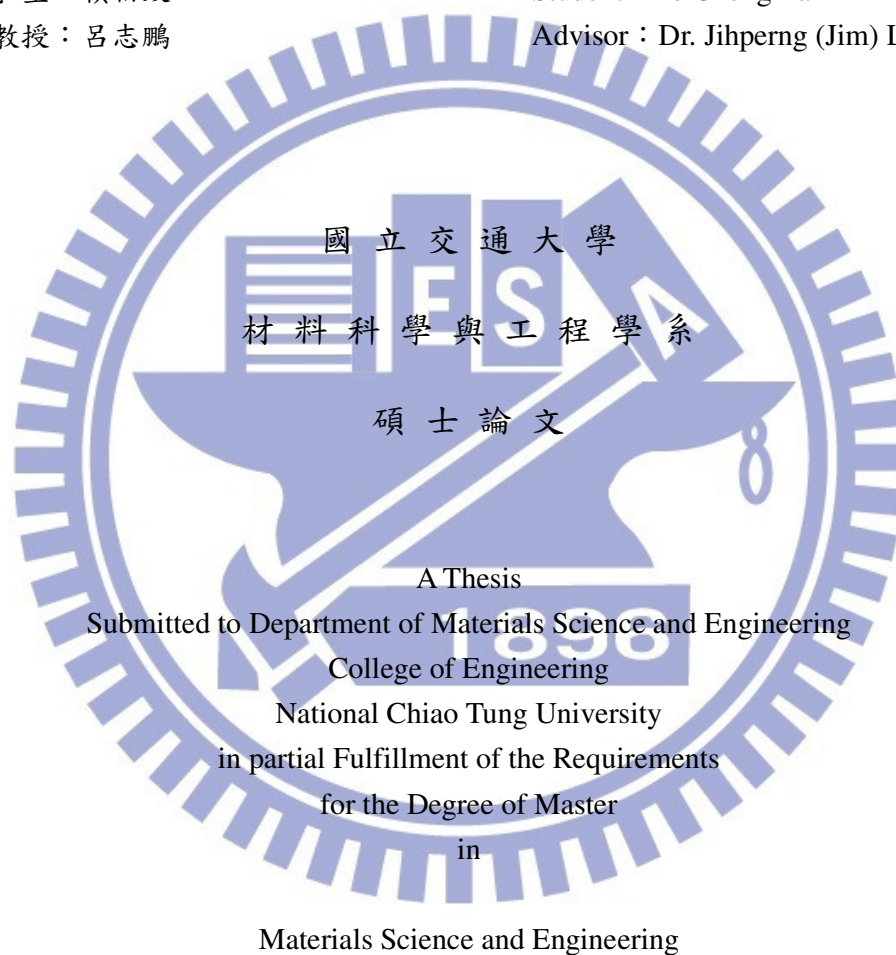 教授：呂志鵬
Advisor：Dr. Jihperng (Jim)
E S A
國 立 交 通 大 學
材 料 科 學 與 工 程 學 系
碩 士 論 文
A Thesis
Submitted to Department of Materials Science and Engineering
1896
College of Engineering
National Chiao Tung University
in partial Fulfillment of the Requirements
for the Degree of Master
in
Materials Science and Engineering